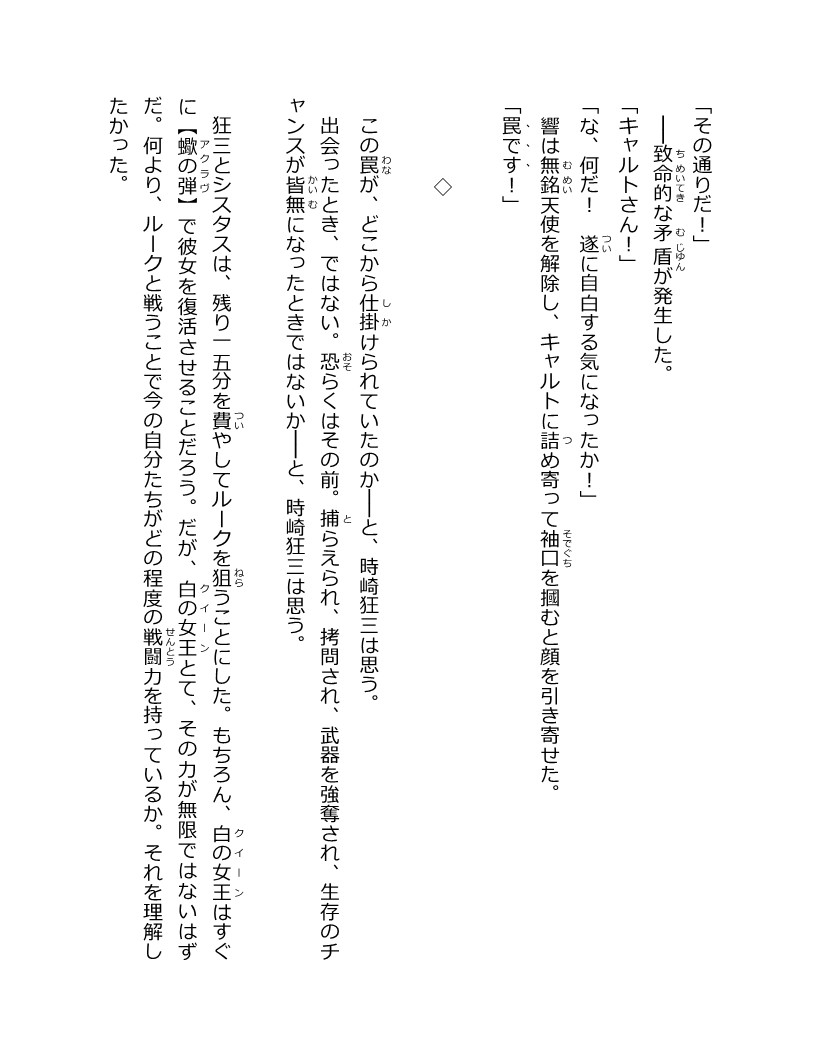 「その通りだ！」
――致命的な矛盾が発生した。
「キャルトさん！」
「な、何だ！　遂に自白する気になったか！」
響は無銘天使を解除し、キャルトに詰め寄って袖口を摑むと顔を引き寄せた。
「罠です！」
◇
この罠が、どこから仕掛けられていたのか――と、時崎狂三は思う。
出会ったとき、ではない。恐らくはその前。捕らえられ、拷問され、武器を強奪され、生存のチ
ャンスが皆無になったときではないか――と、時崎狂三は思う。
狂三とシスタスは、残り一五分を費やしてルークを狙うことにした。もちろん、白の女王はすぐ
に【蠍の弾】で彼女を復活させることだろう。だが、白の女王とて、その力が無限ではないはず
だ。何より、ルークと戦うことで今の自分たちがどの程度の戦闘力を持っているか。それを理解し
たかった。